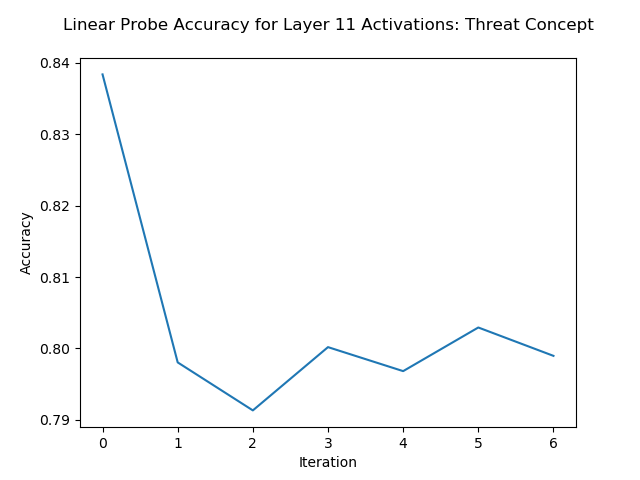 Linear Probe Accuracy for Layer 11 Activations: Threat Concept
0.84
0.83
0.82
0.81
0.80
0.79
Accuracy
0 1 2 3 4 5 6
Iteration